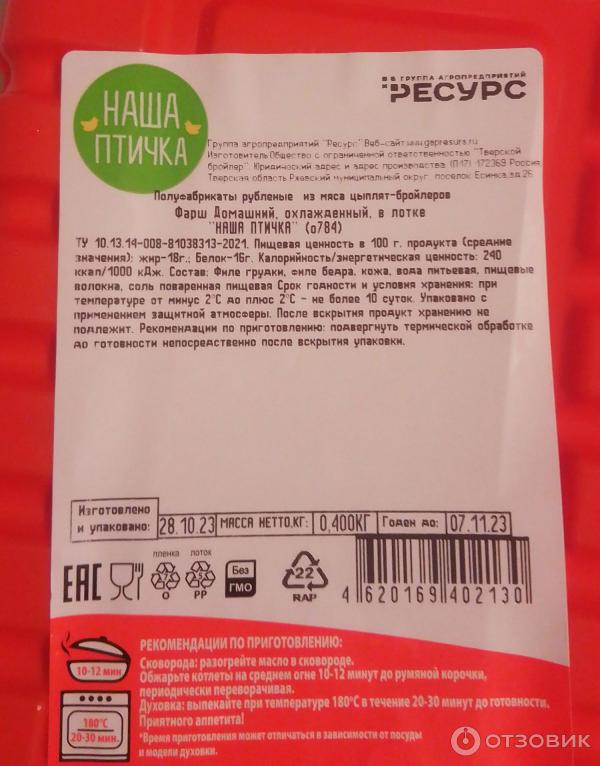 НАША
ПТИЧКА
ГРУППА АГРОПРЕДПРИЯТИЙ
РЕСУРС
Группа агропредприятий "Ресурс" Веб-сайт www.gapresurs.ru
Изготовитель Общество с ограниченной ответственностью "Тверской
бройлер" Юридический адрес и адрес производства: (П17) 172369 Россия,
Тверская область Ржевский муниципальный округ, поселок Есинка, зд.26
Полуфабрикаты рубленые из мяса цыплят-бройлеров
Фарш Домашний, охлажденный, в лотке
"НАША ПТИЧКА" (о784)
ТУ 10.13.14-008-81038313-2021. Пищевая ценность в 100 г. продукта (средние
значения): жир-18г.; Белок-16г. Калорийность/энергетическая ценность: 240
ккал/1000 кДж. Состав: Филе грудки, филе бедра, кожа, вода питьевая, пищевые
волокна, соль поваренная пищевая Срок годности и условия хранения: при
температуре от минус 2°С до плюс 2°С - не более 10 суток. Упаковано с
применением защитной атмосферы. После вскрытия продукт хранению не
подлежит. Рекомендации по приготовлению: подвергнуть термической обработке
до готовности непосредственно после вскрытия упаковки.
Изготовлено
и упаковано: 28.10.23 МАССА НЕТТО,КГ: 0,400КГ Годен до: 07.11.23
пленка лоток
EAC 7 O 5 PP Без ГМО 22 RAP
4 620169 402130
РЕКОМЕНДАЦИИ ПО ПРИГОТОВЛЕНИЮ:
10-12 мин
Сковорода: разогрейте масло в сковороде.
Обжарьте котлеты на среднем огне 10-12 минут до румяной корочки,
периодически переворачивая.
180°С
20-30 мин.
Духовка: выпекайте при температуре 180°С в течение 20-30 минут до готовности.
Приятного аппетита!
*Время приготовления может отличаться в зависимости от посуды
и модели духовки.
ОТЗОВИК